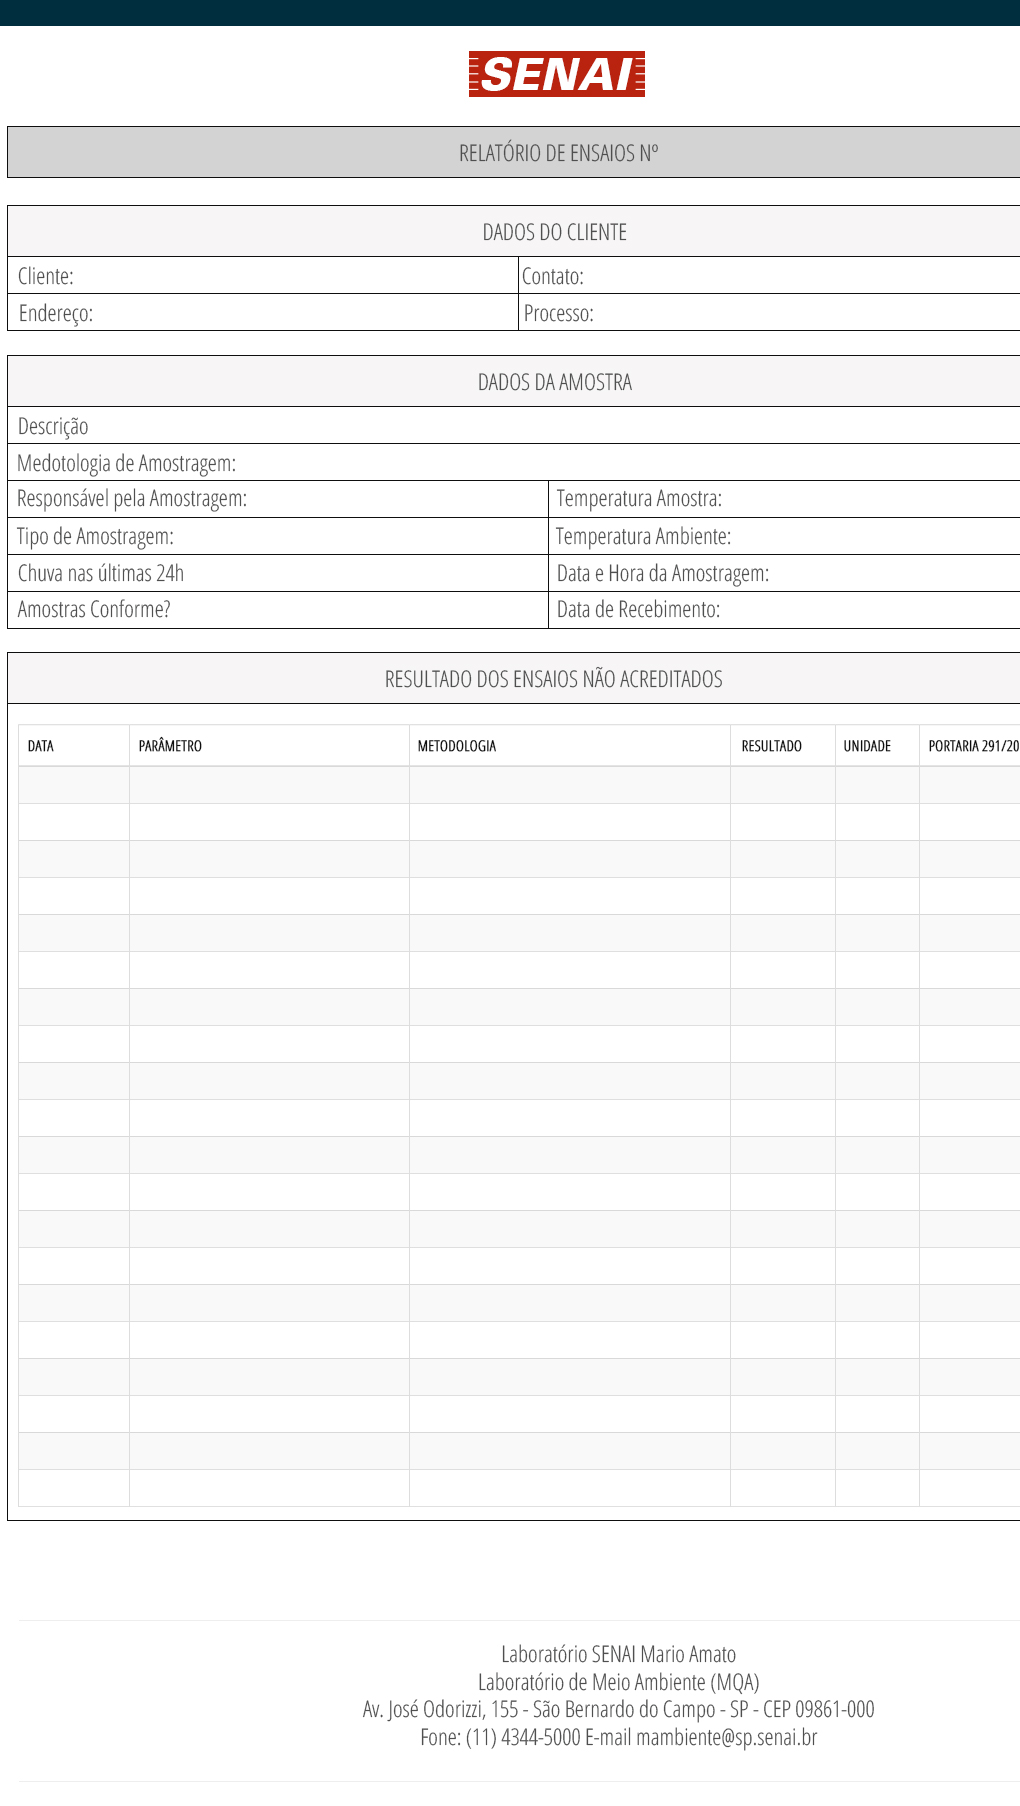 SENAI
RELATÓRIO DE ENSAIOS Nº
DADOS DO CLIENTE
Cliente: Contato:
Endereço: Processo:
DADOS DA AMOSTRA
Descrição
Medotologia de Amostragem:
Responsável pela Amostragem: Temperatura Amostra:
Tipo de Amostragem: Temperatura Ambiente:
Chuva nas últimas 24h Data e Hora da Amostragem:
Amostras Conforme? Data de Recebimento:
RESULTADO DOS ENSAIOS NÃO ACREDITADOS
DATA PARÂMETRO METODOLOGIA RESULTADO UNIDADE PORTARIA 291/20
Laboratório SENAI Mario Amato
Laboratório de Meio Ambiente (MQA)
Av. José Odorizzi, 155 - São Bernardo do Campo - SP - CEP 09861-000
Fone: (11) 4344-5000 E-mail mambiente@sp.senai.br